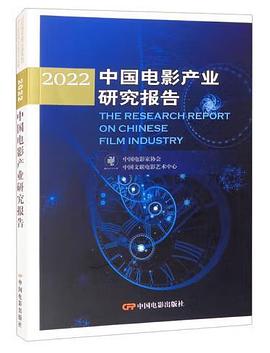 2022
中国电影产业研究报告
2022 中国电影产业
研究报告
THE RESEARCH REPORT
ON CHINESE
FILM INDUSTRY
中国电影家协会
中国文联电影艺术中心
CFP 中国电影出版社